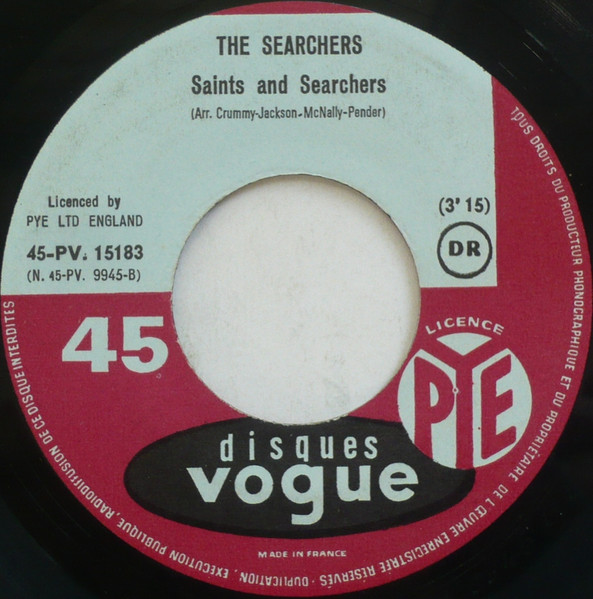 THE SEARCHERS
Saints and Searchers
(Arr. Crummy-Jackson-McNally-Pender)
Licenced by
PYE LTD ENGLAND
45-PV. 15183
(N. 45-PV. 9945-B)
(3' 15)
DR
45
LICENCE
PYE
disques
vogue
MADE IN FRANCE
TOUS DROITS DU PRODUCTEUR PHONOGRAPHIQUE ET DU PROPRIÉTAIRE DE L'ŒUVRE ENREGISTRÉE RÉSERVÉS - DUPLICATION, EXÉCUTION PUBLIQUE, RADIODIFFUSION DE CE DISQUE INTERDITES